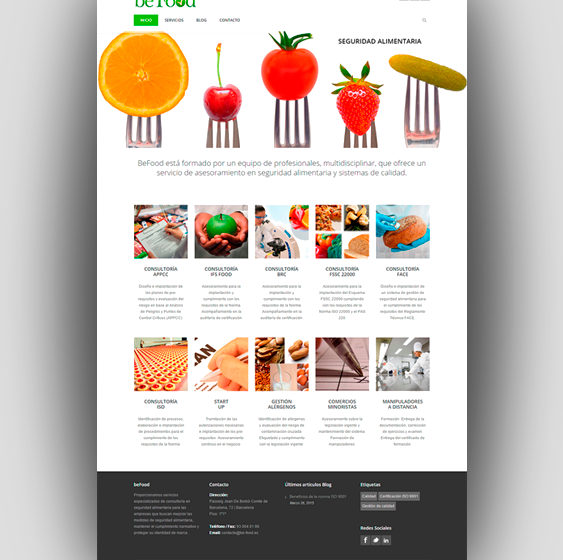 beFood
INICIO
SERVICIOS
BLOG
CONTACTO
SEGURIDAD ALIMENTARIA
BeFood está formado por un equipo de profesionales, multidisciplinar, que ofrece un
servicio de asesoramiento en seguridad alimentaria y sistemas de calidad.
CONSULTORÍA
APPCC
Diseño e implantación de
los planes de pre-
requisitos y evaluación del
riesgo en base al Análisis
de Peligros y Puntos de
Control Críticos (APPCC)
CONSULTORÍA
IFS FOOD
Asesoramiento para la
implantación y
cumplimiento con los
requisitos de la Norma.
Acompañamiento en la
auditoría de certificación
CONSULTORÍA
BRC
Asesoramiento para la
implantación y
cumplimiento con los
requisitos de la Norma.
Acompañamiento en la
auditoría de certificación
CONSULTORÍA
FSSC 22000
Asesoramiento para la
implantación del Esquema
FSSC 22000 cumpliendo
con los requisitos de la
Norma ISO 22000 y el PAS
220
CONSULTORÍA
FACE
Diseño e implantación de
un sistema de gestión de
seguridad alimentaria para
el cumplimiento de los
requisitos del Reglamento
Técnico FACE.
CONSULTORÍA
ISO
Identificación de procesos,
elaboración e implantación
de procedimientos para el
cumplimiento de los
requisitos de la Norma
START
UP
Tramitación de las
autorizaciones necesarias
e implantación de los pre-
requisitos. Asesoramiento
continuo en el negocio
GESTIÓN
ALÉRGENOS
Identificación de alérgenos
y evaluación del riesgo de
contaminación cruzada.
Etiquetado y cumplimiento
con la legislación vigente
COMERCIOS
MINORISTAS
Asesoramiento sobre la
legislación vigente y
mantenimiento del sistema.
Formación de
manipuladores
MANIPULADORES
A DISTANCIA
Formación: Entrega de la
documentación, corrección
de ejercicios y examen.
Entrega del certificado de
formación
beFood
Proporcionamos servicios
especializados de consultoría en
seguridad alimentaria para las
empresas que buscan mejorar las
medidas de seguridad alimentaria,
mantener el cumplimiento normativo y
proteger su identidad de marca.
Contacto
Dirección:
Passeig Joan De Borbó Comte de
Barcelona,
Barcelona
Teléfono / Fax:
Email: contacto@be-food.es
Últimos artículos Blog
Beneficios de la norma ISO 9001
Etiquetas
Calidad
Certificación ISO 9001
Gestión de calidad
Redes Sociales